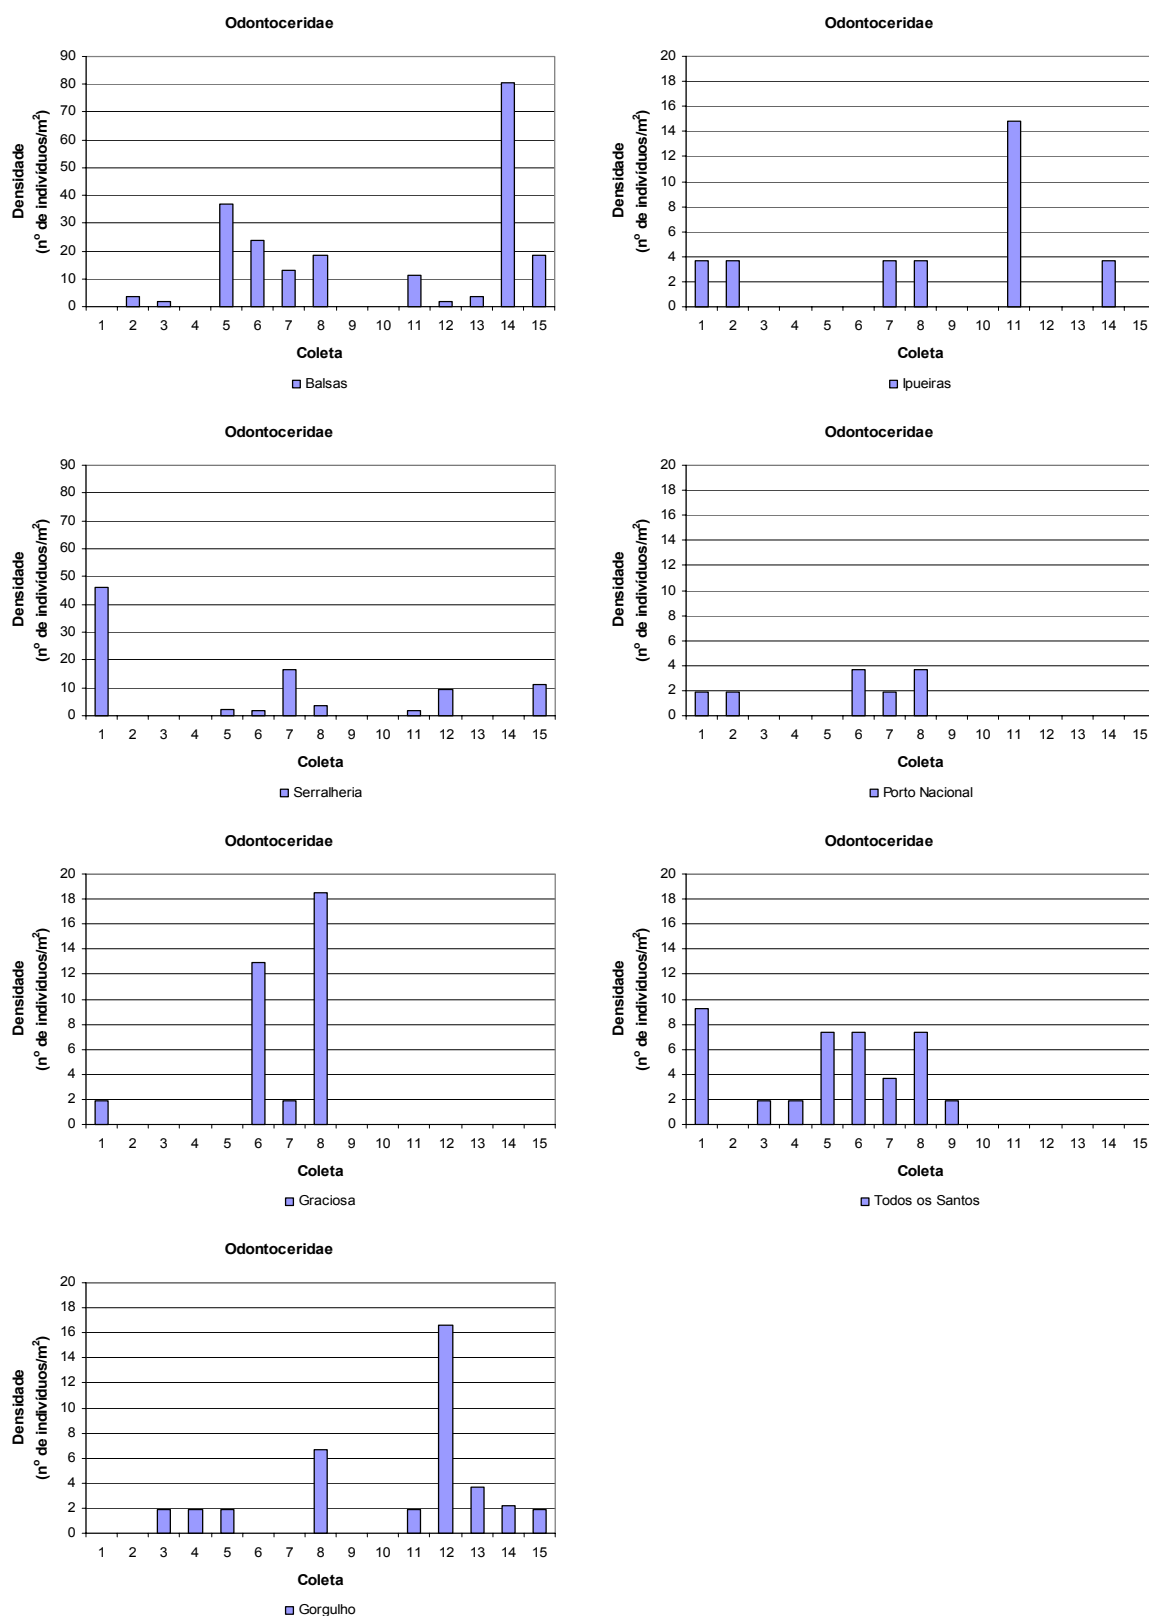 Odontoceridae
Densidade
(nº de indivíduos/m²)
90
80
70
60
50
40
30
20
10
0
1 2 3 4 5 6 7 8 9 10 11 12 13 14 15
Coleta
Balsas
Odontoceridae
Densidade
(nº de indivíduos/m²)
20
18
16
14
12
10
8
6
4
2
0
1 2 3 4 5 6 7 8 9 10 11 12 13 14 15
Coleta
Ipueiras
Odontoceridae
Densidade
(nº de indivíduos/m²)
90
80
70
60
50
40
30
20
10
0
1 2 3 4 5 6 7 8 9 10 11 12 13 14 15
Coleta
Serralheria
Odontoceridae
Densidade
(nº de indivíduos/m²)
20
18
16
14
12
10
8
6
4
2
0
1 2 3 4 5 6 7 8 9 10 11 12 13 14 15
Coleta
Porto Nacional
Odontoceridae
Densidade
(nº de indivíduos/m²)
20
18
16
14
12
10
8
6
4
2
0
1 2 3 4 5 6 7 8 9 10 11 12 13 14 15
Coleta
Graciosa
Odontoceridae
Densidade
(nº de indivíduos/m²)
20
18
16
14
12
10
8
6
4
2
0
1 2 3 4 5 6 7 8 9 10 11 12 13 14 15
Coleta
Todos os Santos
Odontoceridae
Densidade
(nº de indivíduos/m²)
20
18
16
14
12
10
8
6
4
2
0
1 2 3 4 5 6 7 8 9 10 11 12 13 14 15
Coleta
Gorgulho